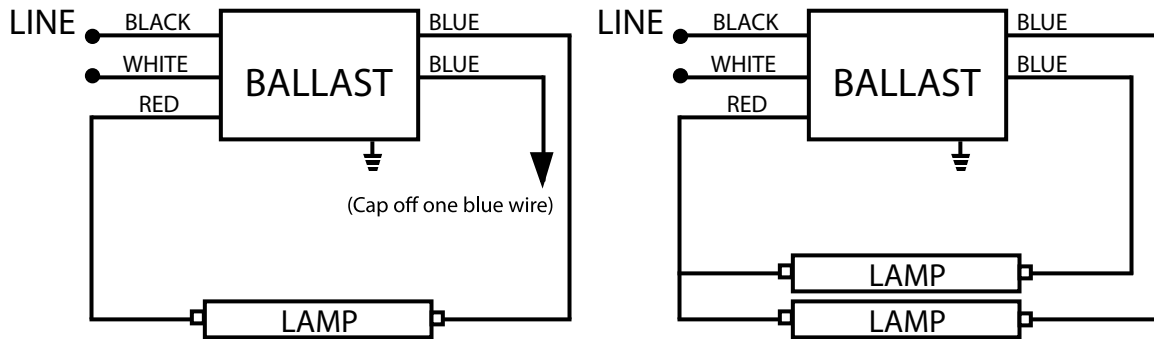 LINE BLACK BLUE
WHITE BLUE
BALLAST
RED
(Cap off one blue wire)
LAMP
LINE BLACK BLUE
WHITE BLUE
BALLAST
RED
LAMP
LAMP